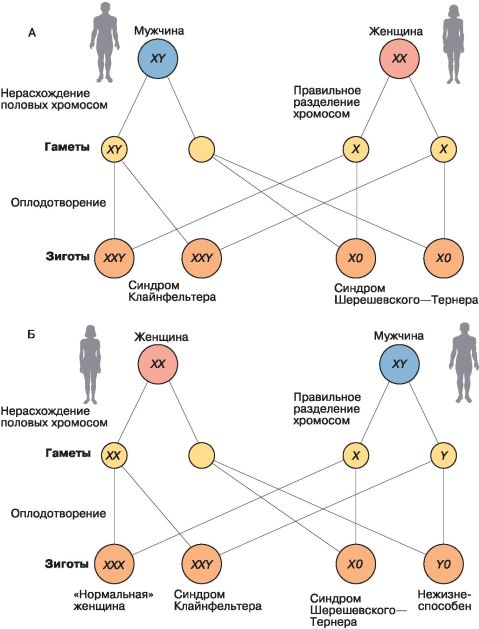 А
Мужчина
Женщина
XY
XX
Нерасхождение
половых хромосом
Правильное
разделение
хромосом
Гаметы
XY
X
X
Оплодотворение
Зиготы
XXY
XXY
X0
X0
Синдром
Клайнфельтера
Синдром
Шерешевского—Тернера
Б
Женщина
Мужчина
XX
XY
Нерасхождение
половых хромосом
Правильное
разделение
хромосом
Гаметы
XX
X
Y
Оплодотворение
Зиготы
XXX
XXY
X0
Y0
«Нормальная»
женщина
Синдром
Клайнфельтера
Синдром
Шерешевского—
Тернера
Нежизне-
способен